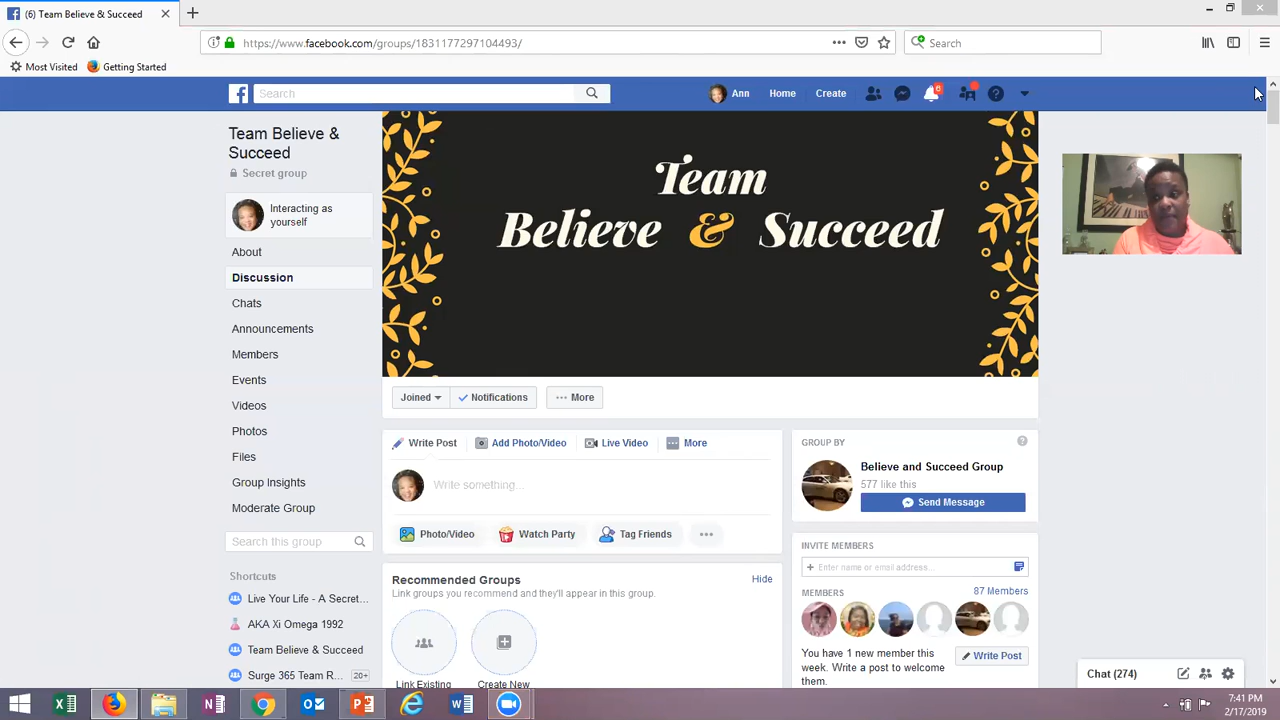 (6) Team Believe & Succeed
https://www.facebook.com/groups/1831177297104493/
Search
Most Visited
Getting Started
Search
Ann
Home
Create
6
Team Believe &
Succeed
Secret group
Interacting as
yourself
About
Discussion
Chats
Announcements
Members
Events
Videos
Photos
Files
Group Insights
Moderate Group
Search this group
Shortcuts
Live Your Life - A Secret...
AKA Xi Omega 1992
Team Believe & Succeed
Surge 365 Team R... 20+
Team
Believe & Succeed
Joined
Notifications
More
Write Post
Add Photo/Video
Live Video
More
Write something...
Photo/Video
Watch Party
Tag Friends
Recommended Groups
Hide
Link groups you recommend and they'll appear in this group.
Link Existing
Create New
GROUP BY
Believe and Succeed Group
577 like this
Send Message
INVITE MEMBERS
+ Enter name or email address...
MEMBERS
87 Members
You have 1 new member this
week. Write a post to welcome
them.
Write Post
Chat (274)
7:41 PM
2/17/2019